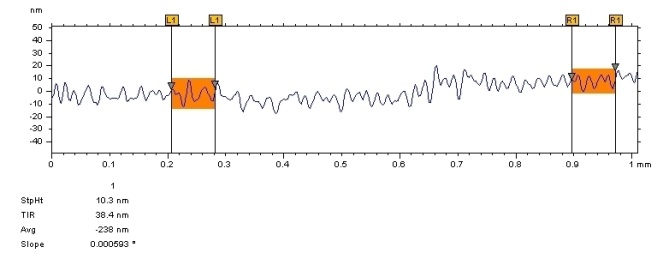 nm
L1 L1 R1 R1
50
40
30
20
10
0
-10
-20
-30
-40
0 0.1 0.2 0.3 0.4 0.5 0.6 0.7 0.8 0.9 1 mm
1
StpHt 10.3 nm
TIR 38.4 nm
Avg -238 nm
Slope 0.000593 °